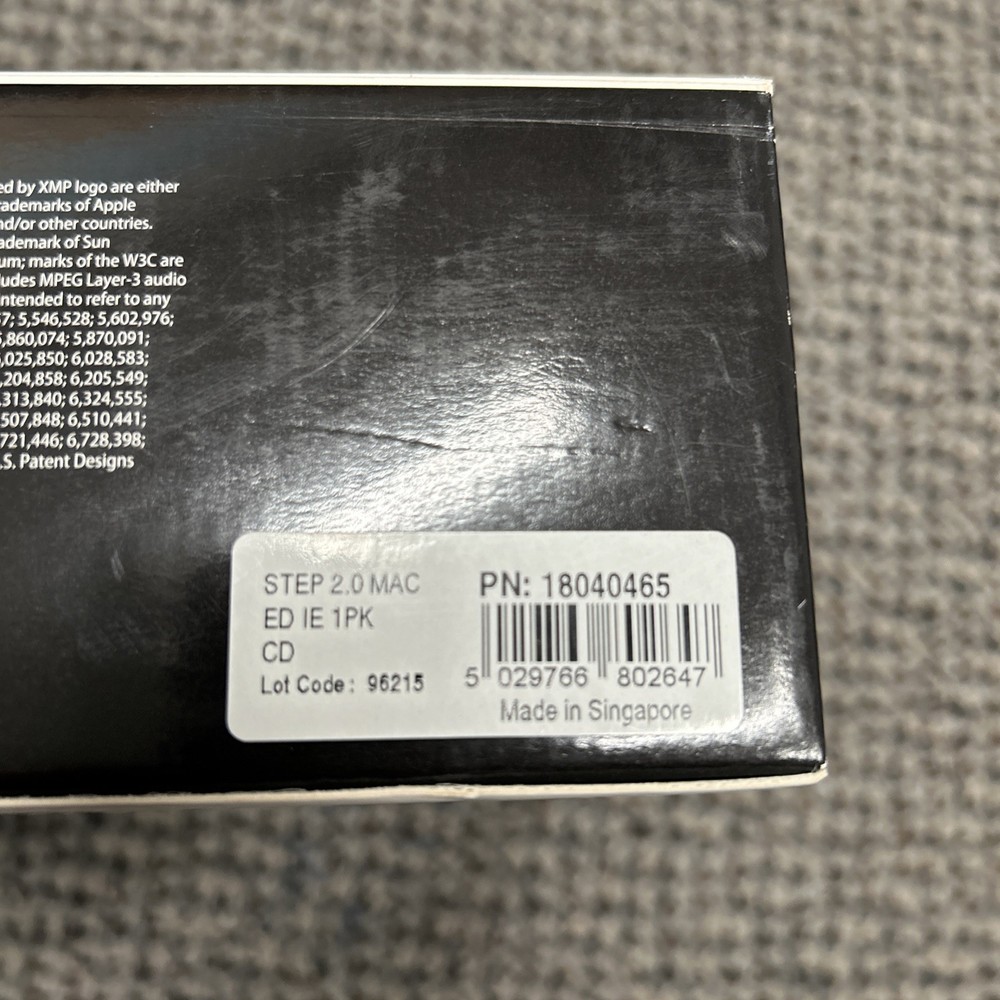 ed by XMP logo are either
rademarks of Apple
nd/or other countries.
ademark of Sun
um; marks of the W3C are
ludes MPEG Layer-3 audio
intended to refer to any
7; 5,546,528; 5,602,976;
5,860,074; 5,870,091;
,025,850; 6,028,583;
,204,858; 6,205,549;
313,840; 6,324,555;
507,848; 6,510,441;
721,446; 6,728,398;
.S. Patent Designs
STEP 2.0 MAC
ED IE 1PK
CD
Lot Code: 96215
PN: 18040465
5 029766 802647
Made in Singapore